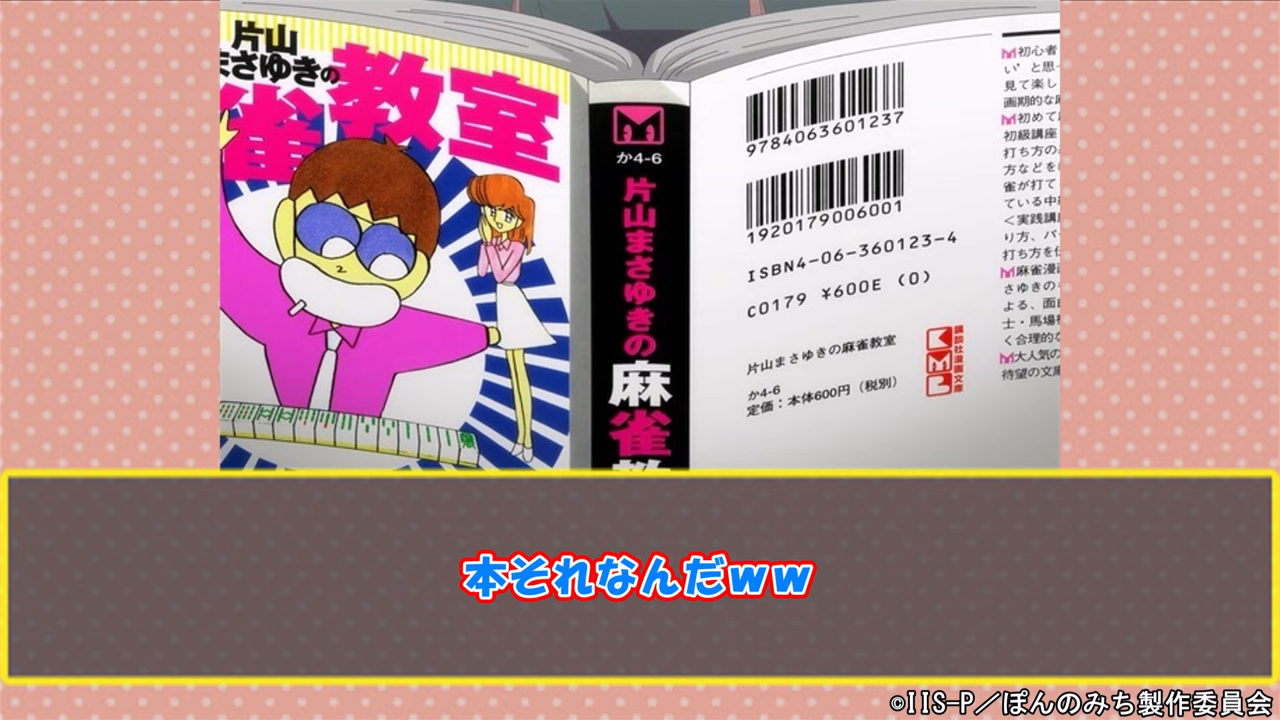 片山
まさゆきの
雀教室
か4-6
片山まさゆきの麻雀教
9784063601237
1920179006001
ISBN4-06-360123-4
C0179 ¥600E (0)
片山まさゆきの麻雀教室
か4-6
定価：本体600円（税別）
KMB
講談社漫画文庫
初心者
い”と思っ
見て楽し
画期的な麻
初めて
初級講座
打ち方の
方などを
雀が打て
ている中級
＜実践講座
り方、パ
打ち方を
麻雀漫画
さゆきの
よる、面白
士・馬場裕
く合理的な
大人気の
待望の文庫
本それなんだｗｗ
©IIS-P／ぽんのみち製作委員会